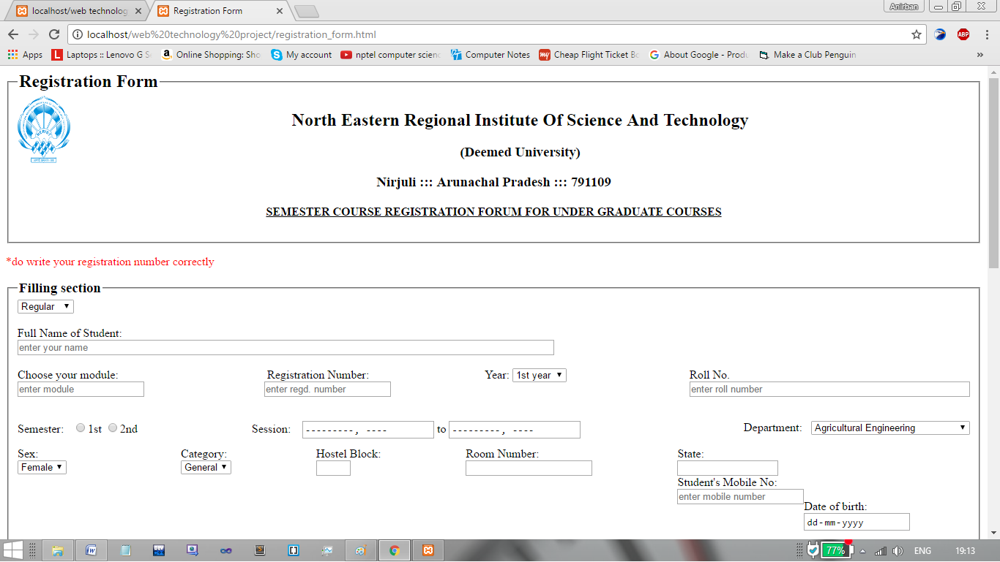 localhost/web technolog
Registration Form
Anirban
localhost/web%20technology%20project/registration_form.html
ABP
Apps
Laptops :: Lenovo G S
Online Shopping: Sho
My account
nptel computer scienc
Computer Notes
Cheap Flight Ticket Bo
About Google - Produ
Make a Club Penguin
»
Registration Form
North Eastern Regional Institute Of Science And Technology
(Deemed University)
Nirjuli ::: Arunachal Pradesh ::: 791109
SEMESTER COURSE REGISTRATION FORUM FOR UNDER GRADUATE COURSES
*do write your registration number correctly
Filling section
Regular
Full Name of Student:
enter your name
Choose your module: Registration Number: Year: 1st year Roll No.
enter module enter regd. number enter roll number
Semester: 1st 2nd Session: ---------, ---- to ---------, ---- Department: Agricultural Engineering
Sex: Category: Hostel Block: Room Number: State:
Female General
Student's Mobile No:
enter mobile number
Date of birth:
dd-mm-yyyy
77%
ENG
19:13